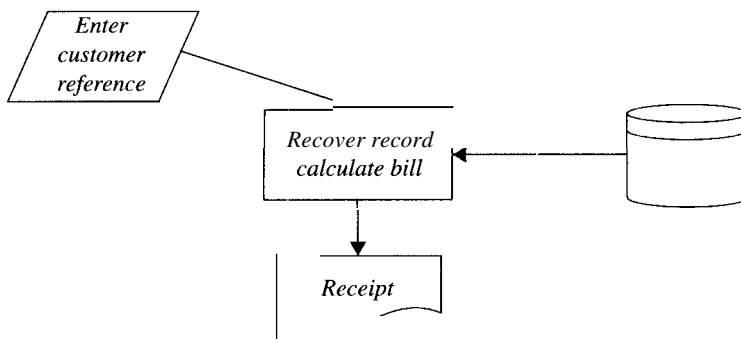 Enter
customer
reference
Recover record
calculate bill
Receipt